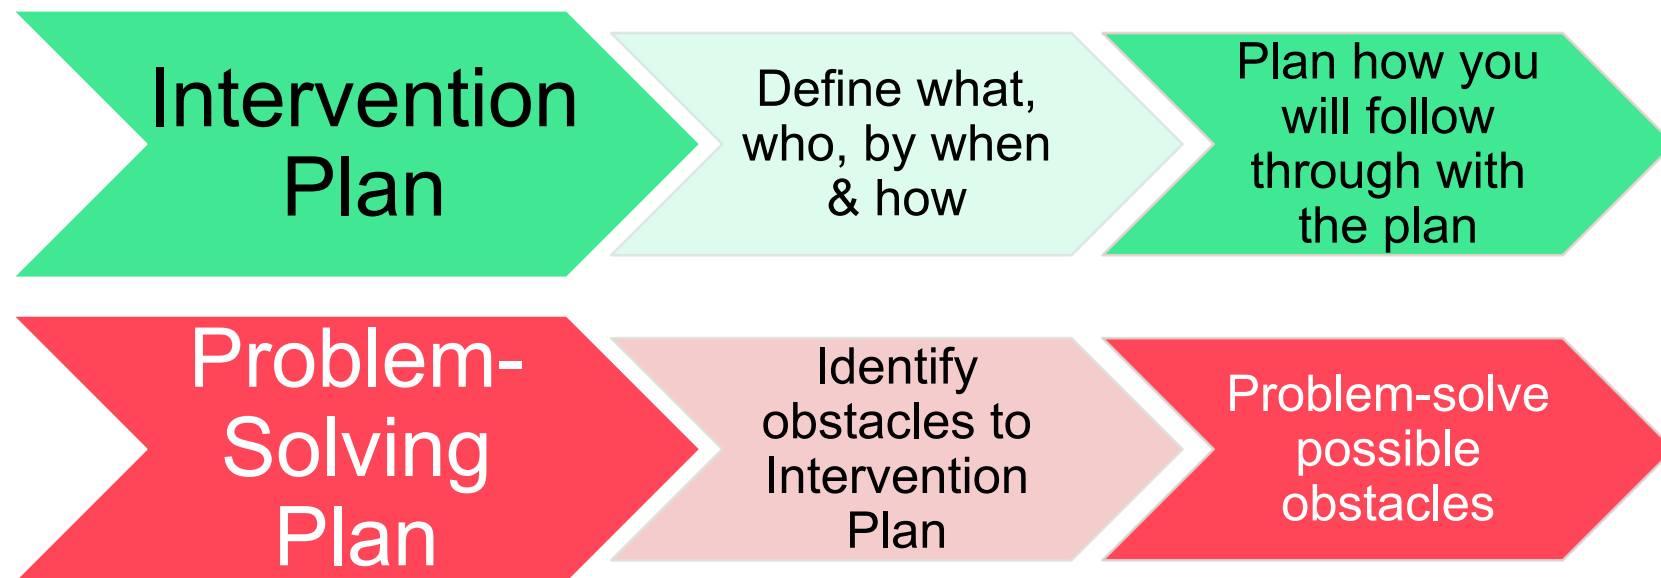 Intervention
Plan
Define what,
who, by when
& how
Plan how you
will follow
through with
the plan
Problem-
Solving
Plan
Identify
obstacles to
Intervention
Plan
Problem-solve
possible
obstacles